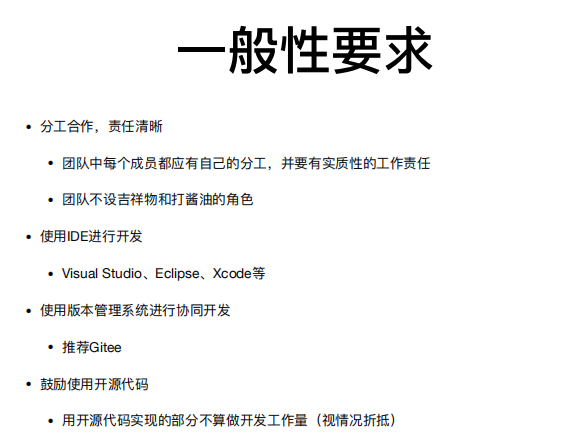 一般性要求
• 分工合作，责任清晰
• 团队中每个成员都应有自己的分工，并要有实质性的工作责任
• 团队不设吉祥物和打酱油的角色
• 使用IDE进行开发
• Visual Studio、Eclipse、Xcode等
• 使用版本管理系统进行协同开发
• 推荐Gitee
• 鼓励使用开源代码
• 用开源代码实现的部分不算做开发工作量（视情况折抵）